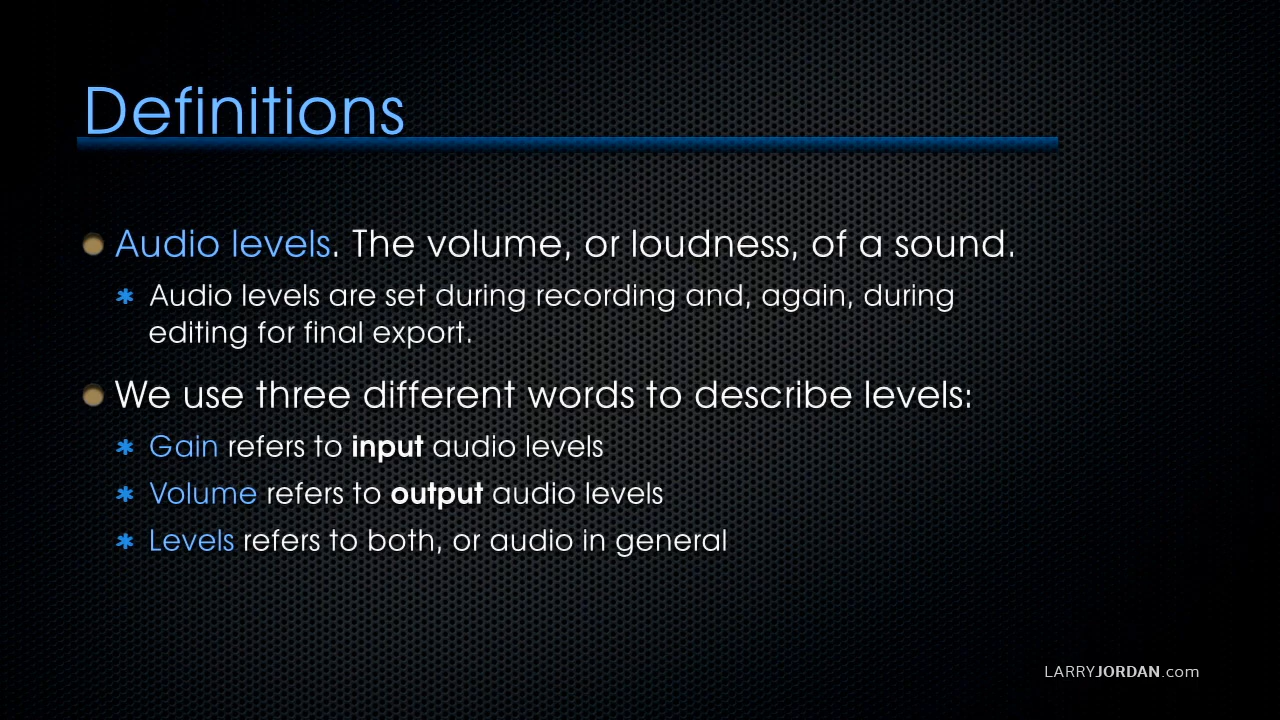 Definitions
Audio levels. The volume, or loudness, of a sound.
Audio levels are set during recording and, again, during
editing for final export.
We use three different words to describe levels:
Gain refers to input audio levels
Volume refers to output audio levels
Levels refers to both, or audio in general
LARRYJORDAN.com